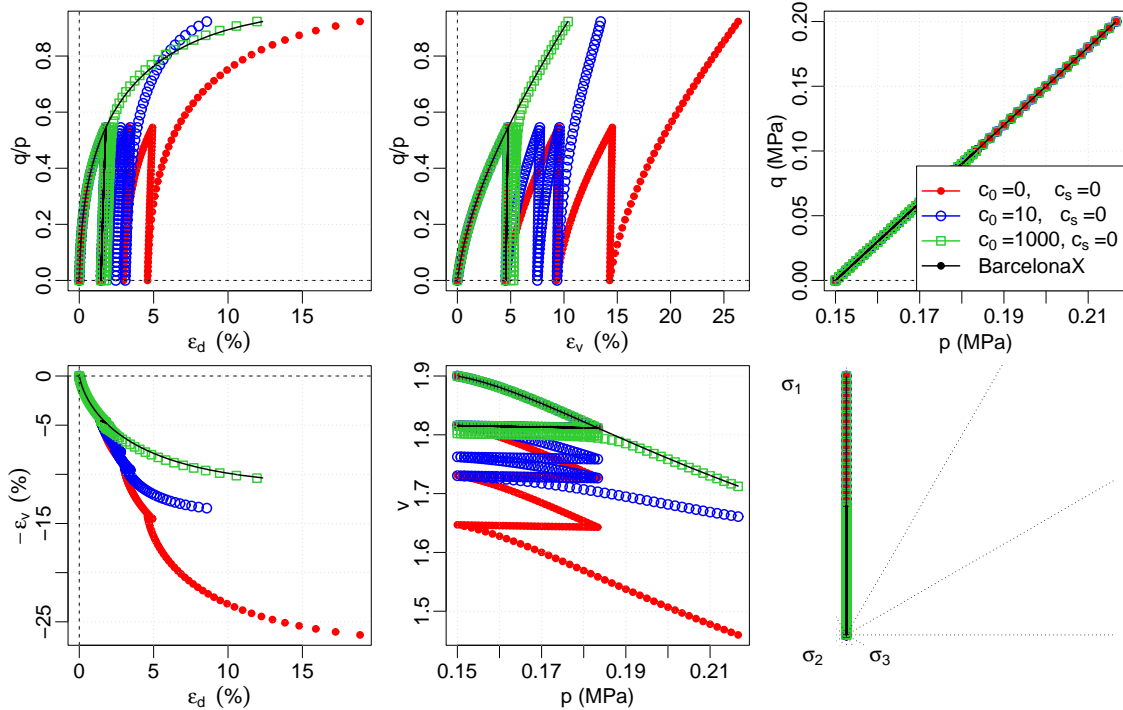 q/p
0.0 0.2 0.4 0.6 0.8
0 5 10 15
ε_d (%)
q/p
0.0 0.2 0.4 0.6 0.8
0 5 10 15 20 25
ε_v (%)
q (MPa)
0.00 0.05 0.10 0.15 0.20
0.15 0.17 0.19 0.21
p (MPa)
c_0 =0, c_s =0
c_0 =10, c_s =0
c_0 =1000, c_s =0
BarcelonaX
−ε_v (%)
0 −5 −15 −25
0 5 10 15
ε_d (%)
v
1.5 1.6 1.7 1.8 1.9
0.15 0.17 0.19 0.21
p (MPa)
σ_1
σ_2 σ_3